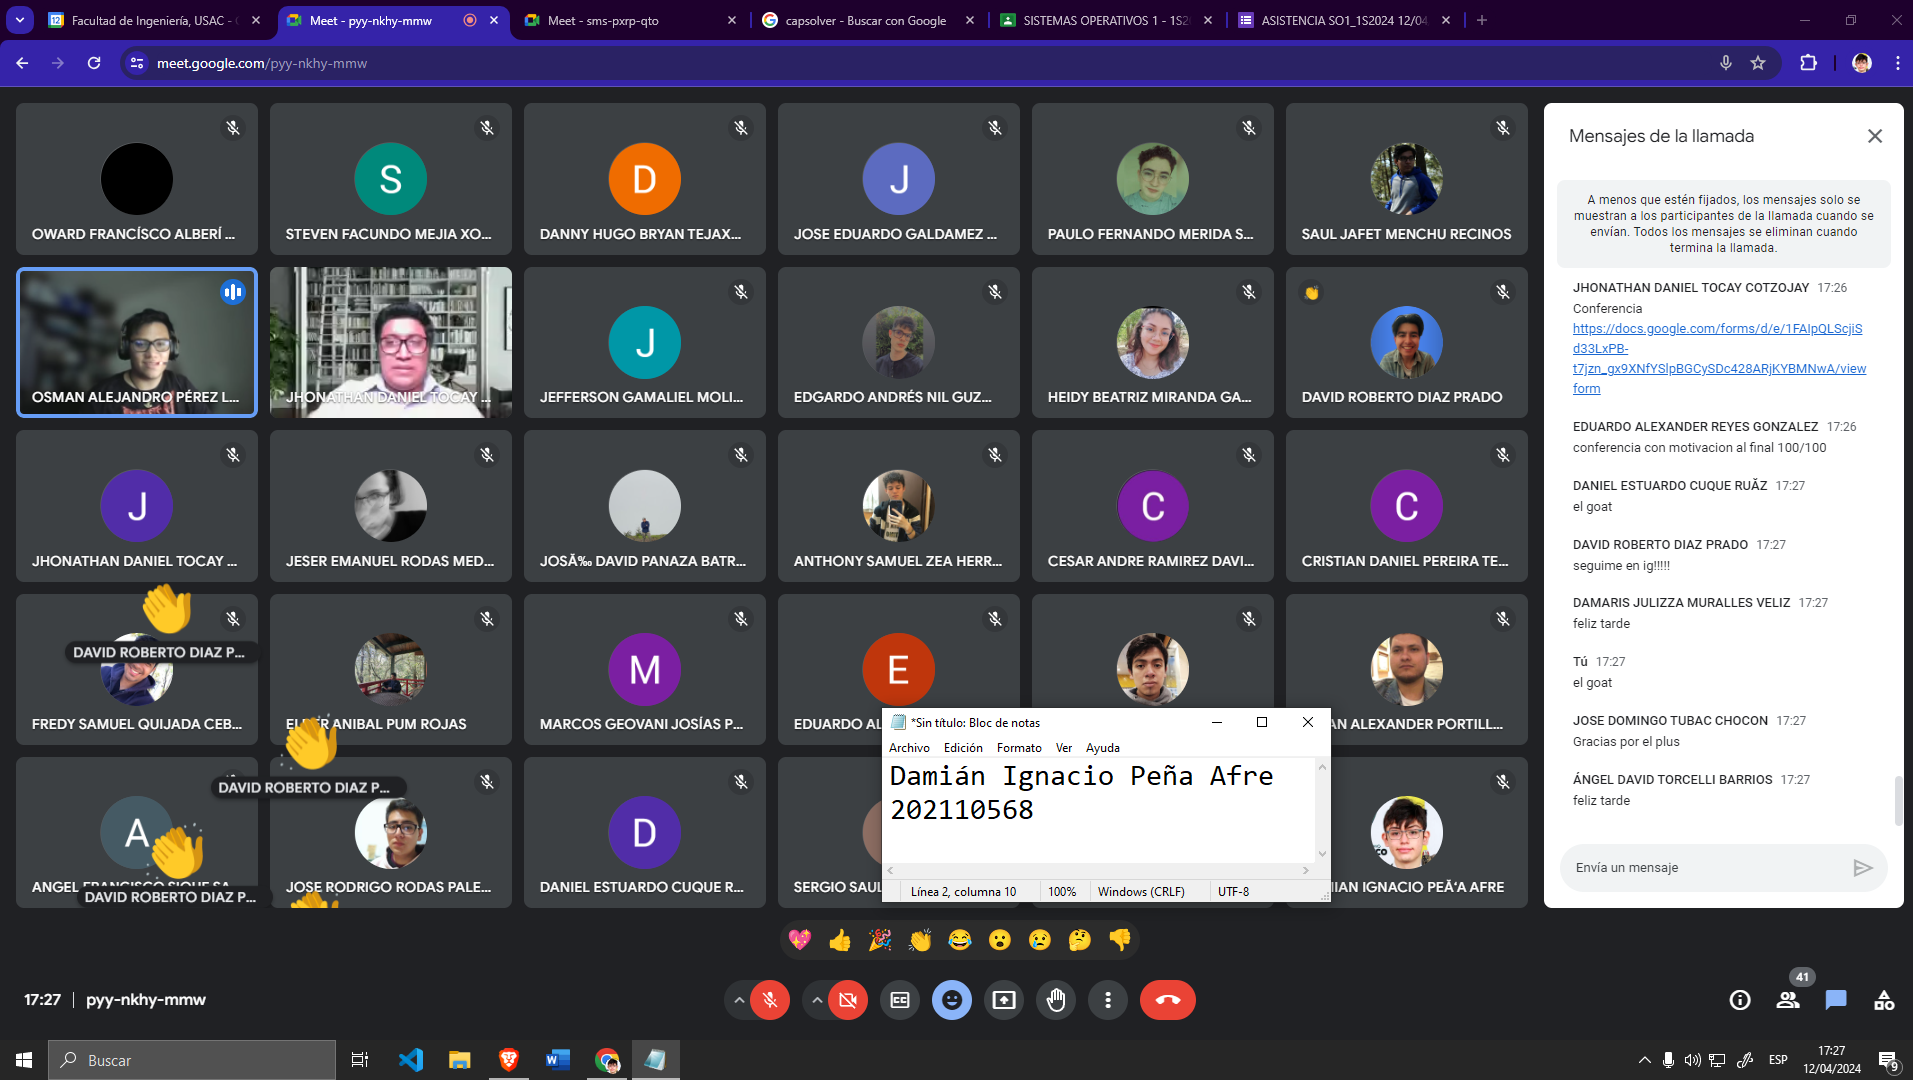 Facultad de Ingeniería, USAC -
Meet - pyy-nkhy-mmw
Meet - sms-pxrp-qto
capsolver - Buscar con Google
SISTEMAS OPERATIVOS 1 - 1S2
ASISTENCIA SO1_1S2024 12/04
meet.google.com/pyy-nkhy-mmw
OWARD FRANCÍSCO ALBERÍ ...
S
STEVEN FACUNDO MEJIA XO...
D
DANNY HUGO BRYAN TEJAX...
J
JOSE EDUARDO GALDAMEZ ...
PAULO FERNANDO MERIDA S...
SAUL JAFET MENCHU RECINOS
OSMAN ALEJANDRO PÉREZ L...
JHONATHAN DANIEL TOCAY ...
J
JEFFERSON GAMALIEL MOLI...
EDGARDO ANDRÉS NIL GUZ...
HEIDY BEATRIZ MIRANDA GA...
DAVID ROBERTO DIAZ PRADO
J
JHONATHAN DANIEL TOCAY ...
JESER EMANUEL RODAS MED...
JOSÃ‰ DAVID PANAZA BATR...
ANTHONY SAMUEL ZEA HERR...
C
CESAR ANDRE RAMIREZ DAVI...
C
CRISTIAN DANIEL PEREIRA TE...
DAVID ROBERTO DIAZ P...
FREDY SAMUEL QUIJADA CEB...
ANIBAL PUM ROJAS
M
MARCOS GEOVANI JOSÍAS P...
E
EDUARDO AL
AN ALEXANDER PORTILL...
DAVID ROBERTO DIAZ P...
A
DAVID ROBERTO DIAZ P...
JOSE RODRIGO RODAS PALE...
D
DANIEL ESTUARDO CUQUE R...
SERGIO SAUL
IAN IGNACIO PEÃ‘A AFRE
*Sin título: Bloc de notas
Archivo Edición Formato Ver Ayuda
Damián Ignacio Peña Afre
202110568
Línea 2, columna 10 100% Windows (CRLF) UTF-8
Mensajes de la llamada
A menos que estén fijados, los mensajes solo se
muestran a los participantes de la llamada cuando se
envían. Todos los mensajes se eliminan cuando
termina la llamada.
JHONATHAN DANIEL TOCAY COTZOJAY 17:26
Conferencia
https://docs.google.com/forms/d/e/1FAIpQLScjiS
d33LxPB-
t7jzn_gx9XNfYSlpBGCySDc428ARjKYBMNwA/view
form
EDUARDO ALEXANDER REYES GONZALEZ 17:26
conferencia con motivacion al final 100/100
DANIEL ESTUARDO CUQUE RUÃZ 17:27
el goat
DAVID ROBERTO DIAZ PRADO 17:27
seguime en ig!!!!!
DAMARIS JULIZZA MURALLES VELIZ 17:27
feliz tarde
Tú 17:27
el goat
JOSE DOMINGO TUBAC CHOCON 17:27
Gracias por el plus
ÁNGEL DAVID TORCELLI BARRIOS 17:27
feliz tarde
Envía un mensaje
17:27 | pyy-nkhy-mmw
41
Buscar
ESP
17:27
12/04/2024
9